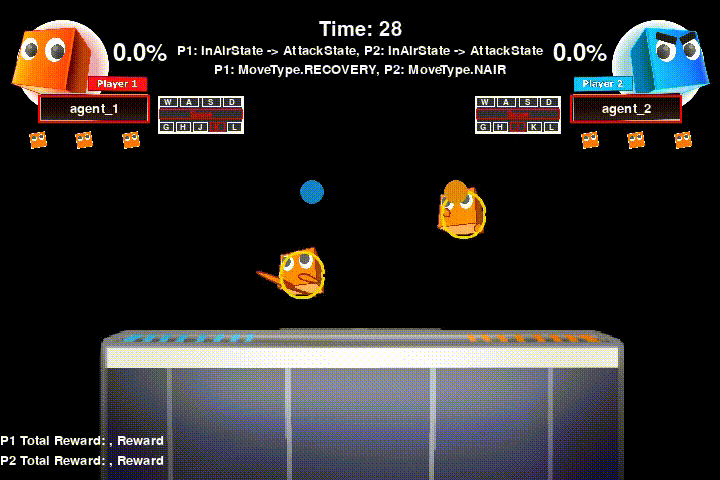 Time: 28
0.0%
P1: InAirState -> AttackState, P2: InAirState -> AttackState
0.0%
P1: MoveType.RECOVERY, P2: MoveType.NAIR
Player 1
Player 2
agent_1
agent_2
W A S D
G H J K L
W A S D
G H K L
P1 Total Reward: , Reward
P2 Total Reward: , Reward